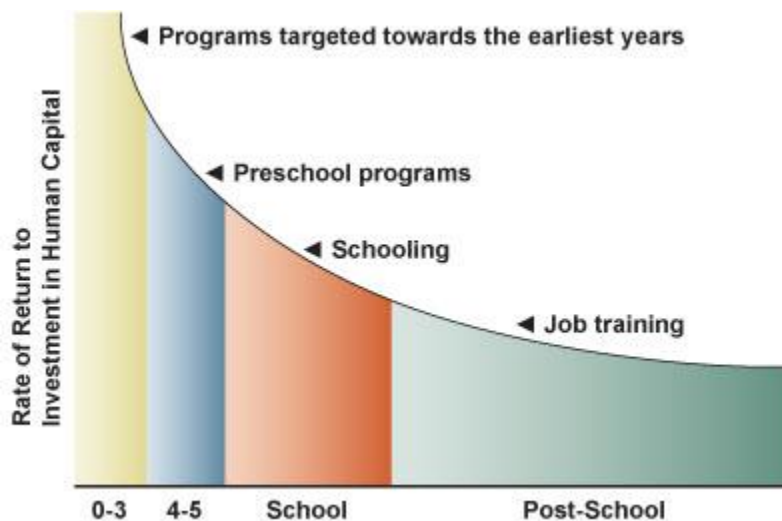 Programs targeted towards the earliest years
Preschool programs
Schooling
Job training
Rate of Return to
Investment in Human Capital
0-3
4-5
School
Post-School